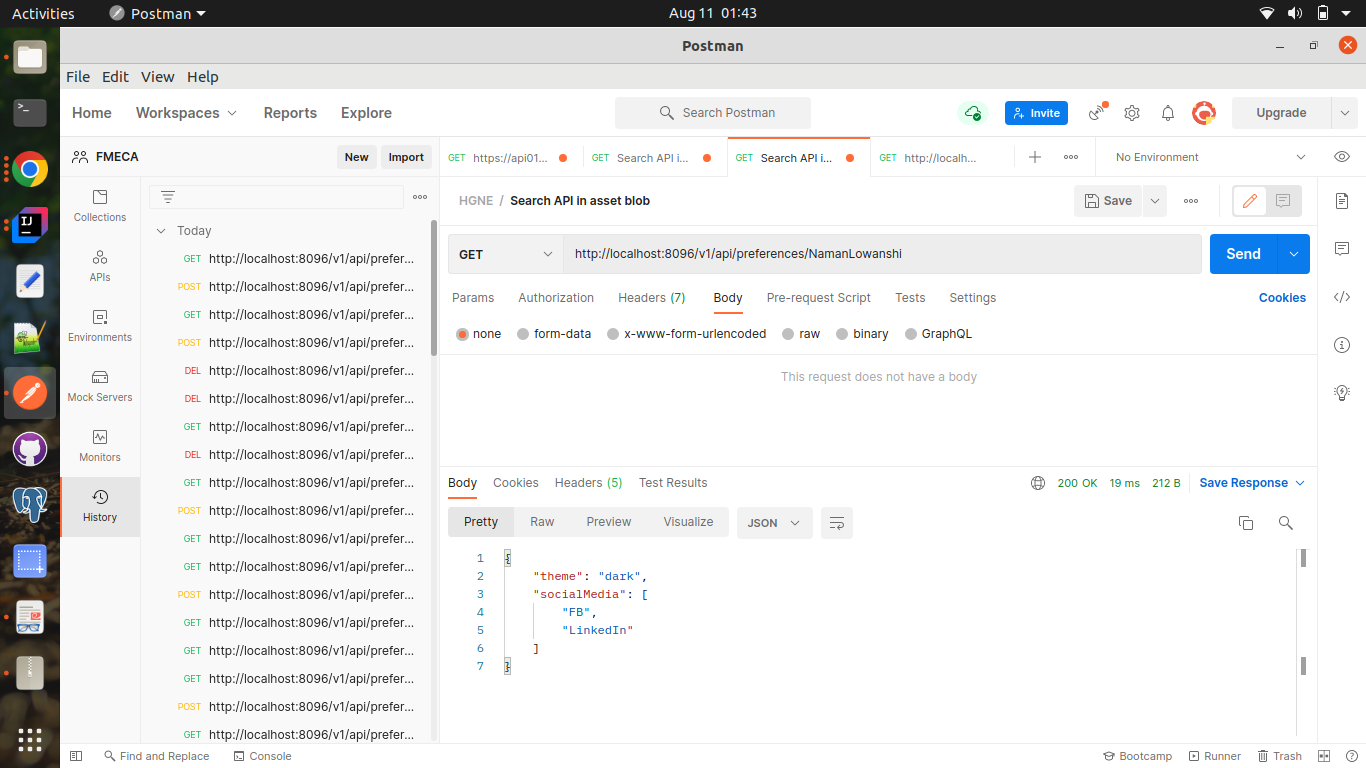 Activities Postman Aug 11 01:43
Postman
File Edit View Help
Home Workspaces Reports Explore Search Postman Invite Upgrade
FMECA New Import
GET https://api01... GET Search API i... GET Search API i... GET http://localh... No Environment
Collections
APIs
Environments
Mock Servers
Monitors
History
Today
GET http://localhost:8096/v1/api/prefer...
POST http://localhost:8096/v1/api/prefer...
GET http://localhost:8096/v1/api/prefer...
POST http://localhost:8096/v1/api/prefer...
DEL http://localhost:8096/v1/api/prefer...
DEL http://localhost:8096/v1/api/prefer...
GET http://localhost:8096/v1/api/prefer...
DEL http://localhost:8096/v1/api/prefer...
GET http://localhost:8096/v1/api/prefer...
POST http://localhost:8096/v1/api/prefer...
GET http://localhost:8096/v1/api/prefer...
GET http://localhost:8096/v1/api/prefer...
POST http://localhost:8096/v1/api/prefer...
GET http://localhost:8096/v1/api/prefer...
GET http://localhost:8096/v1/api/prefer...
GET http://localhost:8096/v1/api/prefer...
POST http://localhost:8096/v1/api/prefer...
GET http://localhost:8096/v1/api/prefer...
HGNE / Search API in asset blob Save
GET http://localhost:8096/v1/api/preferences/NamanLowanshi Send
Params Authorization Headers (7) Body Pre-request Script Tests Settings Cookies
none form-data x-www-form-urlencoded raw binary GraphQL
This request does not have a body
Body Cookies Headers (5) Test Results 200 OK 19 ms 212 B Save Response
Pretty Raw Preview Visualize JSON
1 {
2 "theme": "dark",
3 "socialMedia": [
4 "FB",
5 "LinkedIn"
6 ]
7 }
Find and Replace Console Bootcamp Runner Trash